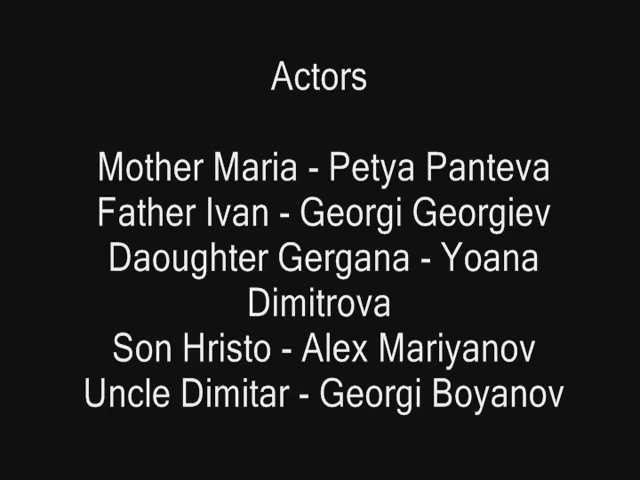 Actors
Mother Maria - Petya Panteva
Father Ivan - Georgi Georgiev
Daoughter Gergana - Yoana
Dimitrova
Son Hristo - Alex Mariyanov
Uncle Dimitar - Georgi Boyanov